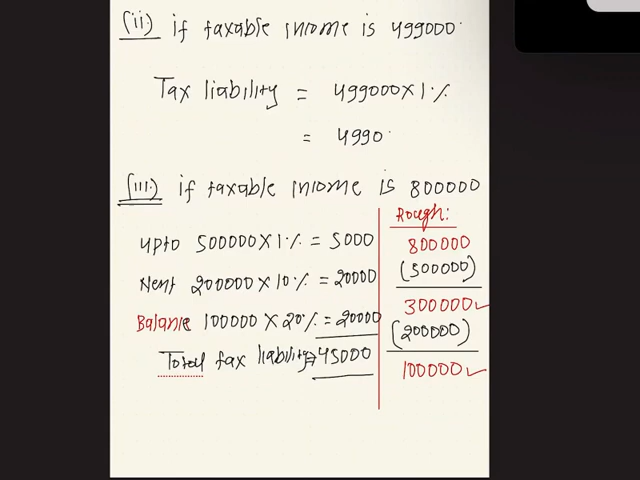 (ii) if taxable income is 499000
Tax liability = 499000 X 1 %
= 4990
(iii) if taxable income is 800000
Rough:
upto 500000 X 1 % = 5000
800000
(500000)
Next 200000 X 10 % = 20000
300000
Balance 100000 X 20 % = 20000
(200000)
Total tax liability = 45000
100000